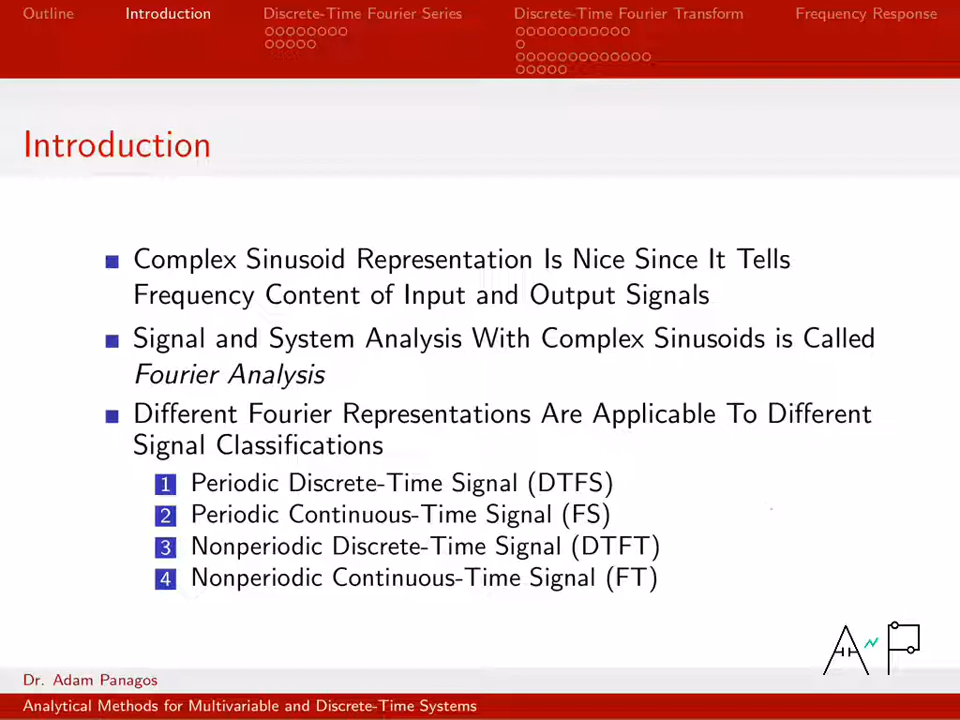 Outline Introduction Discrete-Time Fourier Series Discrete-Time Fourier Transform Frequency Response
Introduction
Complex Sinusoid Representation Is Nice Since It Tells
Frequency Content of Input and Output Signals
Signal and System Analysis With Complex Sinusoids is Called
Fourier Analysis
Different Fourier Representations Are Applicable To Different
Signal Classifications
1 Periodic Discrete-Time Signal (DTFS)
2 Periodic Continuous-Time Signal (FS)
3 Nonperiodic Discrete-Time Signal (DTFT)
4 Nonperiodic Continuous-Time Signal (FT)
A P
Dr. Adam Panagos
Analytical Methods for Multivariable and Discrete-Time Systems